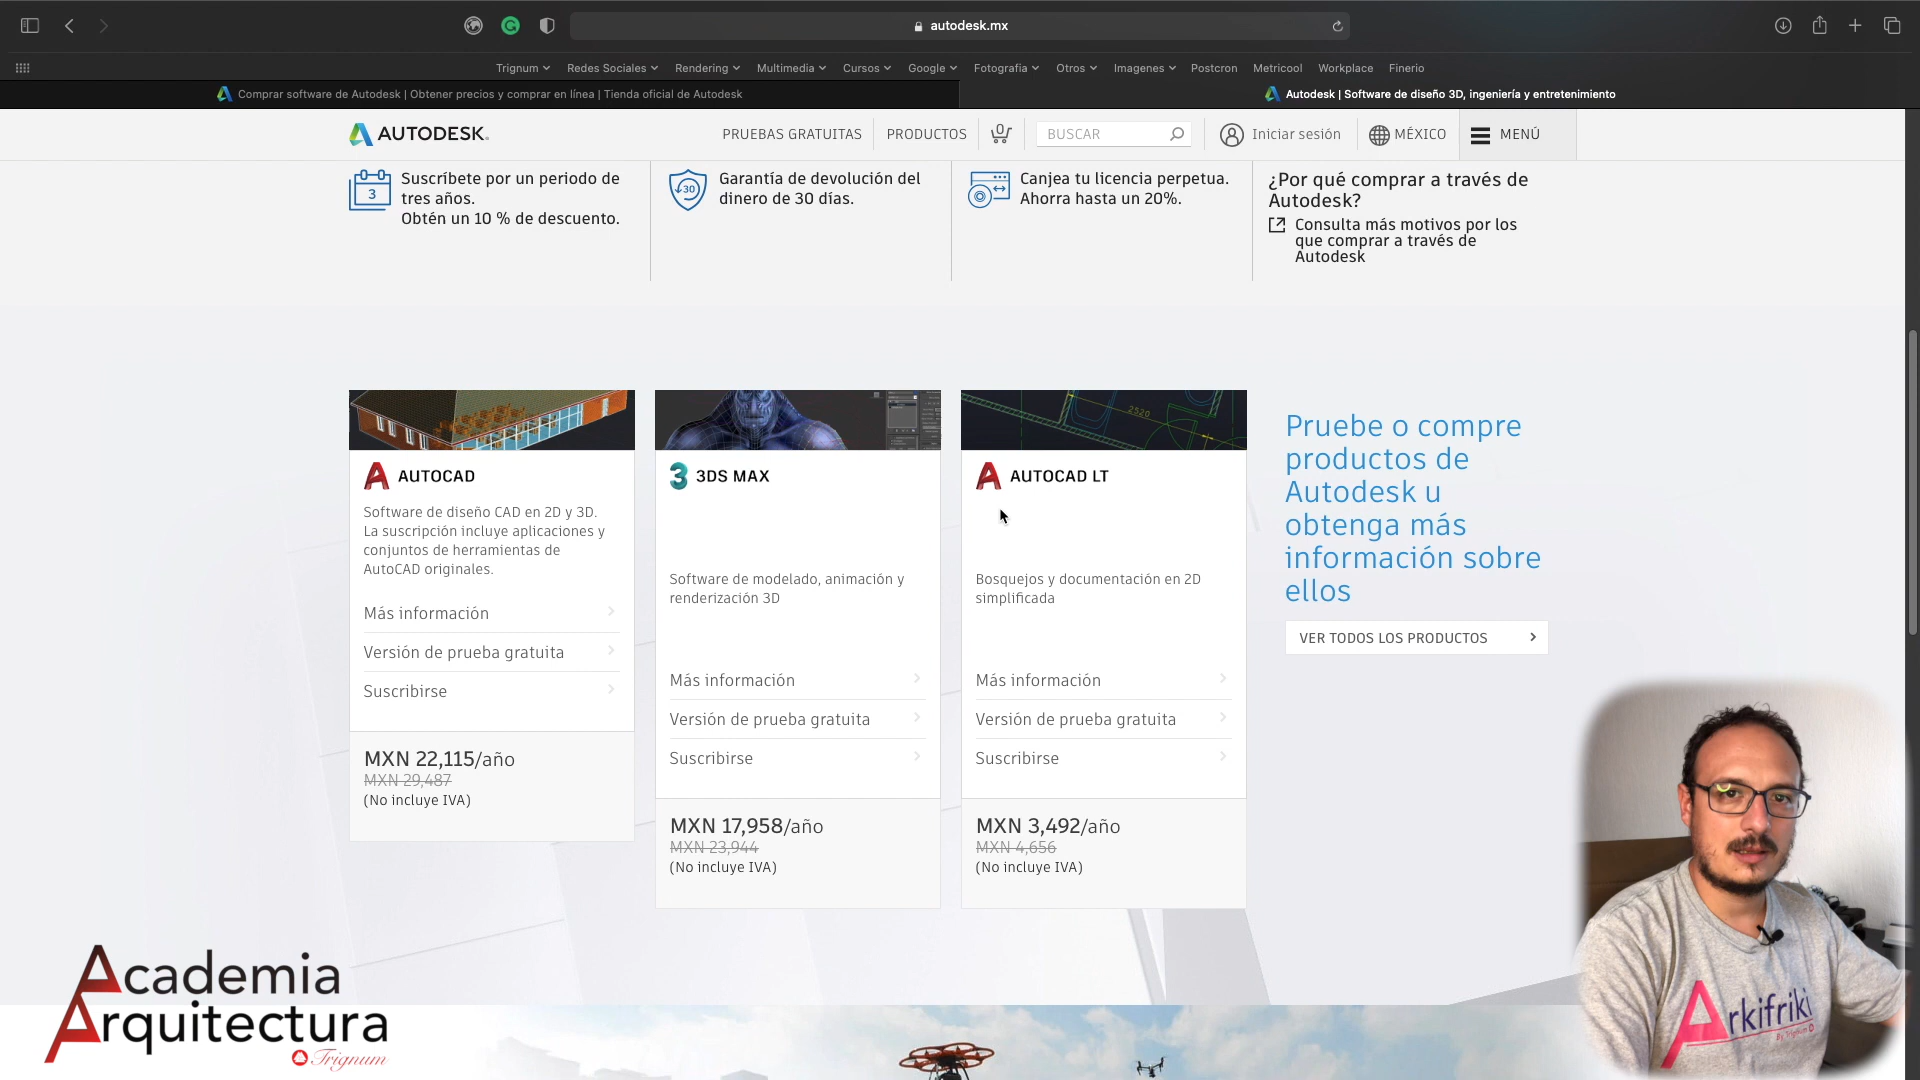 autodesk.mx
Trignum Redes Sociales Rendering Multimedia Cursos Google Fotografia Otros Imagenes Postcron Metricool Workplace Finerio
Comprar software de Autodesk | Obtener precios y comprar en línea | Tienda oficial de Autodesk
Autodesk | Software de diseño 3D, ingeniería y entretenimiento
AUTODESK.
PRUEBAS GRATUITAS PRODUCTOS 0 BUSCAR Iniciar sesión MÉXICO MENÚ
3
Suscríbete por un periodo de
tres años.
Obtén un 10 % de descuento.
30
Garantía de devolución del
dinero de 30 días.
Canjea tu licencia perpetua.
Ahorra hasta un 20%.
¿Por qué comprar a través de
Autodesk?
Consulta más motivos por los
que comprar a través de
Autodesk
A AUTOCAD
Software de diseño CAD en 2D y 3D.
La suscripción incluye aplicaciones y
conjuntos de herramientas de
AutoCAD originales.
Más información
Versión de prueba gratuita
Suscribirse
MXN 22,115/año
MXN 29,487
(No incluye IVA)
3 3DS MAX
Software de modelado, animación y
renderización 3D
Más información
Versión de prueba gratuita
Suscribirse
MXN 17,958/año
MXN 23,944
(No incluye IVA)
2520
A AUTOCAD LT
Bosquejos y documentación en 2D
simplificada
Más información
Versión de prueba gratuita
Suscribirse
MXN 3,492/año
MXN 4,656
(No incluye IVA)
Pruebe o compre
productos de
Autodesk u
obtenga más
información sobre
ellos
VER TODOS LOS PRODUCTOS
Academia
Arquitectura
Trignum
Arkifriki